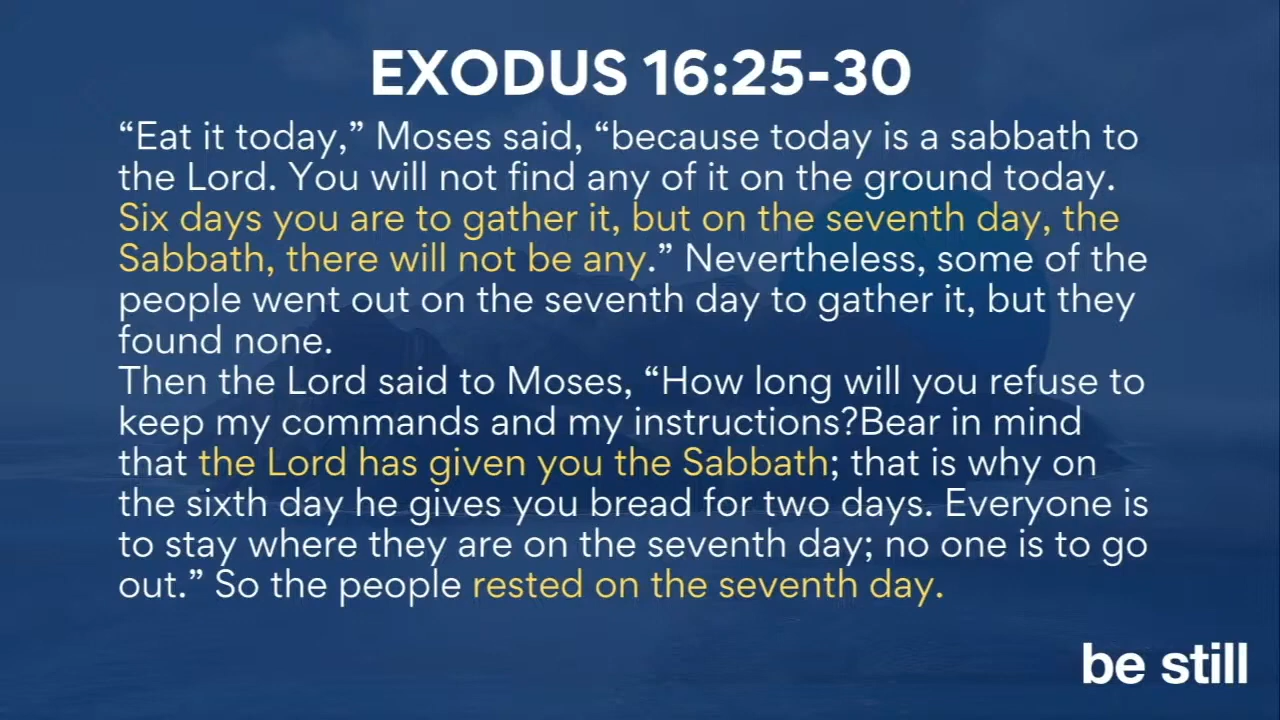 EXODUS 16:25-30
“Eat it today,” Moses said, “because today is a sabbath to
the Lord. You will not find any of it on the ground today.
Six days you are to gather it, but on the seventh day, the
Sabbath, there will not be any.” Nevertheless, some of the
people went out on the seventh day to gather it, but they
found none.
Then the Lord said to Moses, “How long will you refuse to
keep my commands and my instructions?Bear in mind
that the Lord has given you the Sabbath; that is why on
the sixth day he gives you bread for two days. Everyone is
to stay where they are on the seventh day; no one is to go
out.” So the people rested on the seventh day.
be still